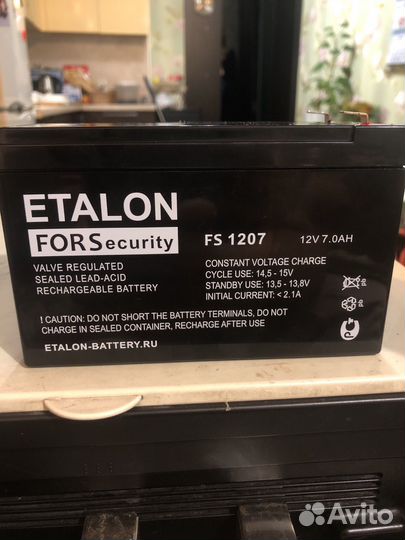 ETALON
FORSecurity
FS 1207
12V 7.0AH
VALVE REGULATED
SEALED LEAD-ACID
RECHARGEABLE BATTERY
CONSTANT VOLTAGE CHARGE
CYCLE USE: 14,5 - 15V
STANDBY USE: 13,5 - 13,8V
INITIAL CURRENT: < 2.1A
! CAUTION: DO NOT SHORT THE BATTERY TERMINALS, DO NOT
CHARGE IN SEALED CONTAINER, RECHARGE AFTER USE
ETALON-BATTERY.RU
Pb
Pb
Avito